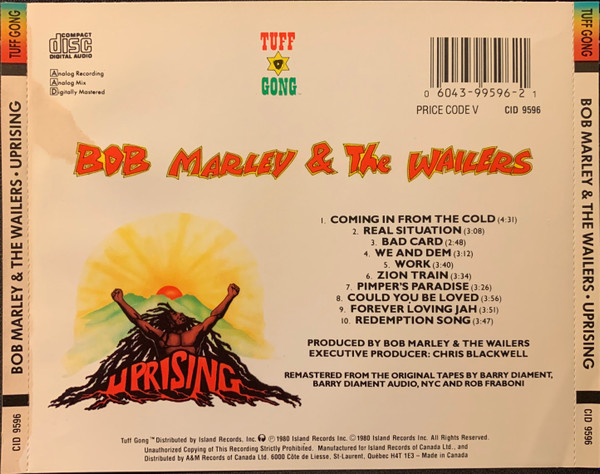 TUFF GONG
BOB MARLEY & THE WAILERS • UPRISING
CID 9596
COMPACT
disc
DIGITAL AUDIO
Analog Recording
Analog Mix
Digitally Mastered
TUFF
GONG
0 6043-99596-2 1
PRICE CODE V CID 9596
BOB MARLEY & THE WAILERS
1. COMING IN FROM THE COLD (4:31)
2. REAL SITUATION (3:08)
3. BAD CARD (2:48)
4. WE AND DEM (3:12)
5. WORK (3:40)
6. ZION TRAIN (3:34)
7. PIMPER'S PARADISE (3:26)
8. COULD YOU BE LOVED (3:56)
9. FOREVER LOVING JAH (3:51)
10. REDEMPTION SONG (3:47)
UPRISING
PRODUCED BY BOB MARLEY & THE WAILERS
EXECUTIVE PRODUCER: CHRIS BLACKWELL
REMASTERED FROM THE ORIGINAL TAPES BY BARRY DIAMENT,
BARRY DIAMENT AUDIO, NYC AND ROB FRABONI
Tuff Gong™ Distributed by Island Records, Inc. ℗ 1980 Island Records Inc. © 1980 Island Records Inc. All Rights Reserved.
Unauthorized Copying of This Recording Strictly Prohibited. Manufactured for Island Records of Canada Ltd., and
Distributed by A&M Records of Canada Ltd. 6000 Côte de Liesse, St-Laurent, Québec H4T 1E3 – Made in Canada
TUFF GONG
BOB MARLEY & THE WAILERS • UPRISING
CID 9596